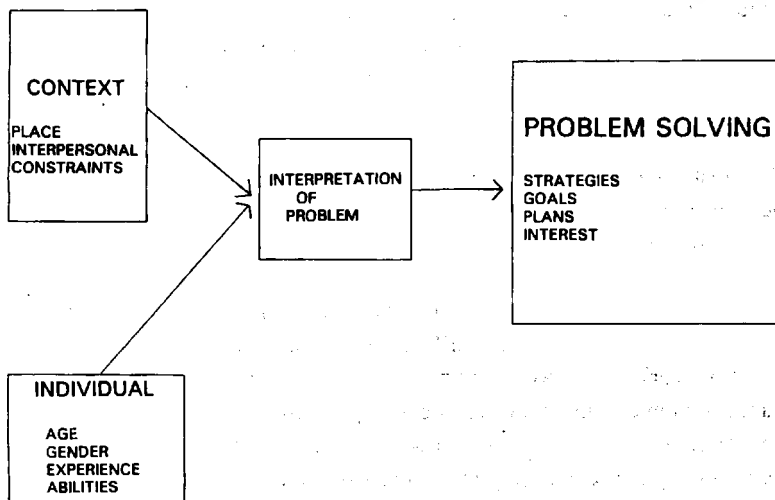 CONTEXT
PLACE
INTERPERSONAL
CONSTRAINTS
INTERPRETATION
OF
PROBLEM
PROBLEM SOLVING
STRATEGIES
GOALS
PLANS
INTEREST
INDIVIDUAL
AGE
GENDER
EXPERIENCE
ABILITIES